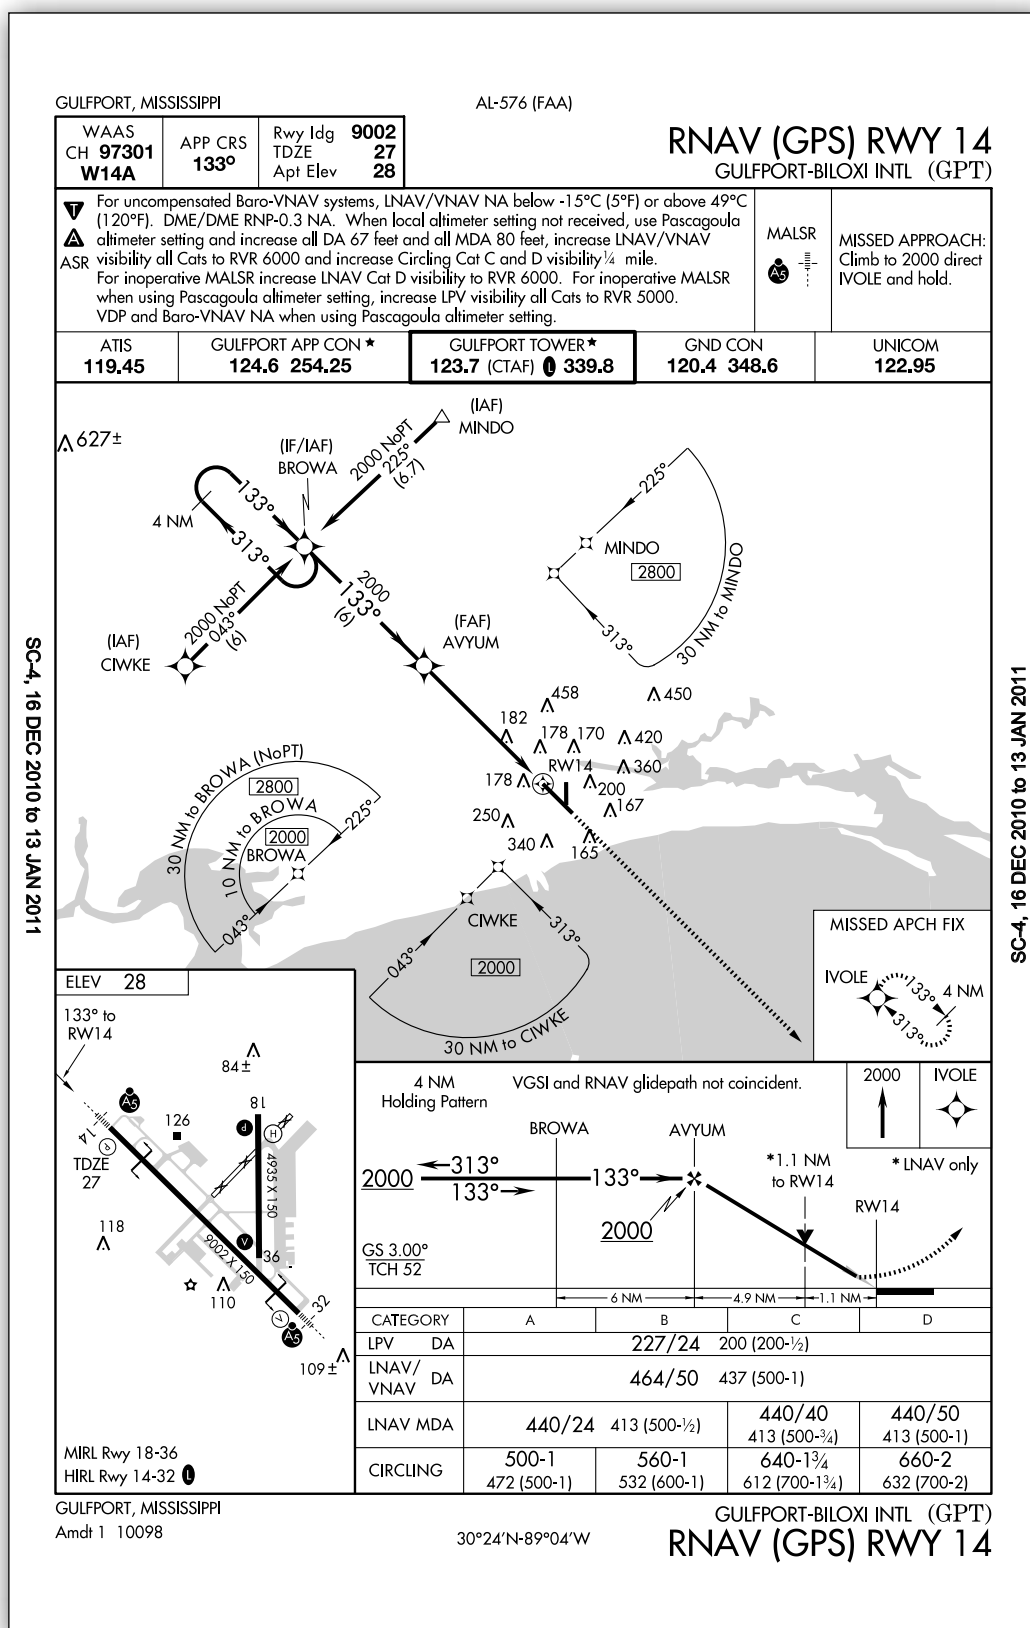 GULFPORT, MISSISSIPPI
AL-576 (FAA)
WAAS
CH 97301
W14A
APP CRS
133°
Rwy ldg 9002
TDZE 27
Apt Elev 28
RNAV (GPS) RWY 14
GULFPORT-BILOXI INTL (GPT)
T
A
ASR
For uncompensated Baro-VNAV systems, LNAV/VNAV NA below -15°C (5°F) or above 49°C
(120°F). DME/DME RNP-0.3 NA. When local altimeter setting not received, use Pascagoula
altimeter setting and increase all DA 67 feet and all MDA 80 feet, increase LNAV/VNAV
visibility all Cats to RVR 6000 and increase Circling Cat C and D visibility ¼ mile.
For inoperative MALSR increase LNAV Cat D visibility to RVR 6000. For inoperative MALSR
when using Pascagoula altimeter setting, increase LPV visibility all Cats to RVR 5000.
VDP and Baro-VNAV NA when using Pascagoula altimeter setting.
MALSR
A5
MISSED APPROACH:
Climb to 2000 direct
IVOLE and hold.
ATIS
119.45
GULFPORT APP CON ★
124.6 254.25
GULFPORT TOWER★
123.7 (CTAF) L 339.8
GND CON
120.4 348.6
UNICOM
122.95
627±
(IAF)
MINDO
(IF/IAF)
BROWA
2000 NoPT
225°
(6.7)
133°
4 NM
313°
2000 NoPT
043°
(6)
(IAF)
CIWKE
2000
133°
(6)
(FAF)
AVYUM
225°
MINDO
2800
313°
30 NM to MINDO
458
450
182
178
170
420
RW14
360
178
200
167
250
340
165
30 NM to BROWA (NoPT)
2800
10 NM to BROWA
2000
BROWA
225°
043°
CIWKE
313°
043°
2000
30 NM to CIWKE
MISSED APCH FIX
IVOLE
133°
4 NM
313°
SC-4, 16 DEC 2010 to 13 JAN 2011
SC-4, 16 DEC 2010 to 13 JAN 2011
ELEV 28
133° to
RW14
84±
A5
126
18
P
H
14
P
TDZE
27
4935 X 150
118
V
9002 X 150
36
110
32
V
A5
109±
MIRL Rwy 18-36
HIRL Rwy 14-32 L
4 NM
Holding Pattern
VGSI and RNAV glidepath not coincident.
2000
IVOLE
BROWA
AVYUM
*1.1 NM
to RW14
*LNAV only
2000
313°
133°
133°
2000
RW14
GS 3.00°
TCH 52
6 NM
4.9 NM
1.1 NM
CATEGORY A B C D
LPV DA 227/24 200 (200-½)
LNAV/
VNAV DA 464/50 437 (500-1)
LNAV MDA 440/24 413 (500-½)
440/40
413 (500-¾)
440/50
413 (500-1)
CIRCLING
500-1
472 (500-1)
560-1
532 (600-1)
640-1¾
612 (700-1¾)
660-2
632 (700-2)
GULFPORT, MISSISSIPPI
Amdt 1 10098
30°24'N-89°04'W
GULFPORT-BILOXI INTL (GPT)
RNAV (GPS) RWY 14